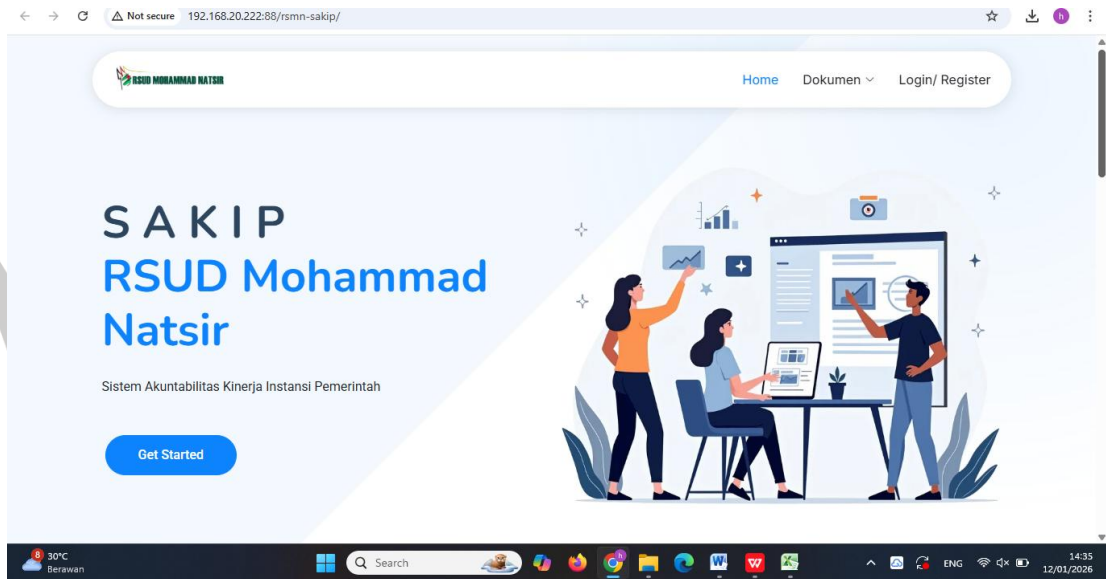 Not secure 192.168.20.222:88/rsmn-sakip/
h
RSUD MOHAMMAD NATSIR
Home Dokumen Login/ Register
SAKIP
RSUD Mohammad
Natsir
Sistem Akuntabilitas Kinerja Instansi Pemerintah
Get Started
8
30°C
Berawan
Search
h
W
W
ENG
14:35
12/01/2026